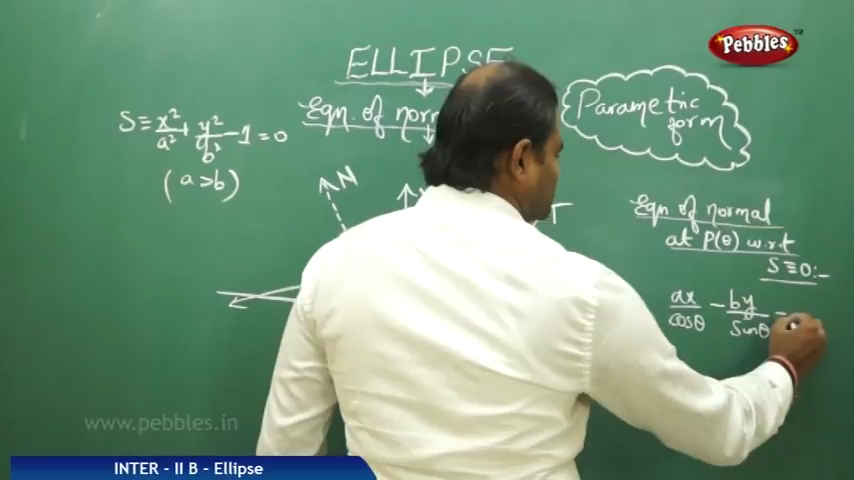 Pebbles™
ELLIPSE
Eqn. of norm
Parametric
form
S≡x²/a²+y²/b²-1=0
(a>b)
N
T
Eqn. of normal
at P(θ) w.r.t
S≡0:-
ax/cosθ - by/sinθ =
www.pebbles.in
INTER - II B - Ellipse